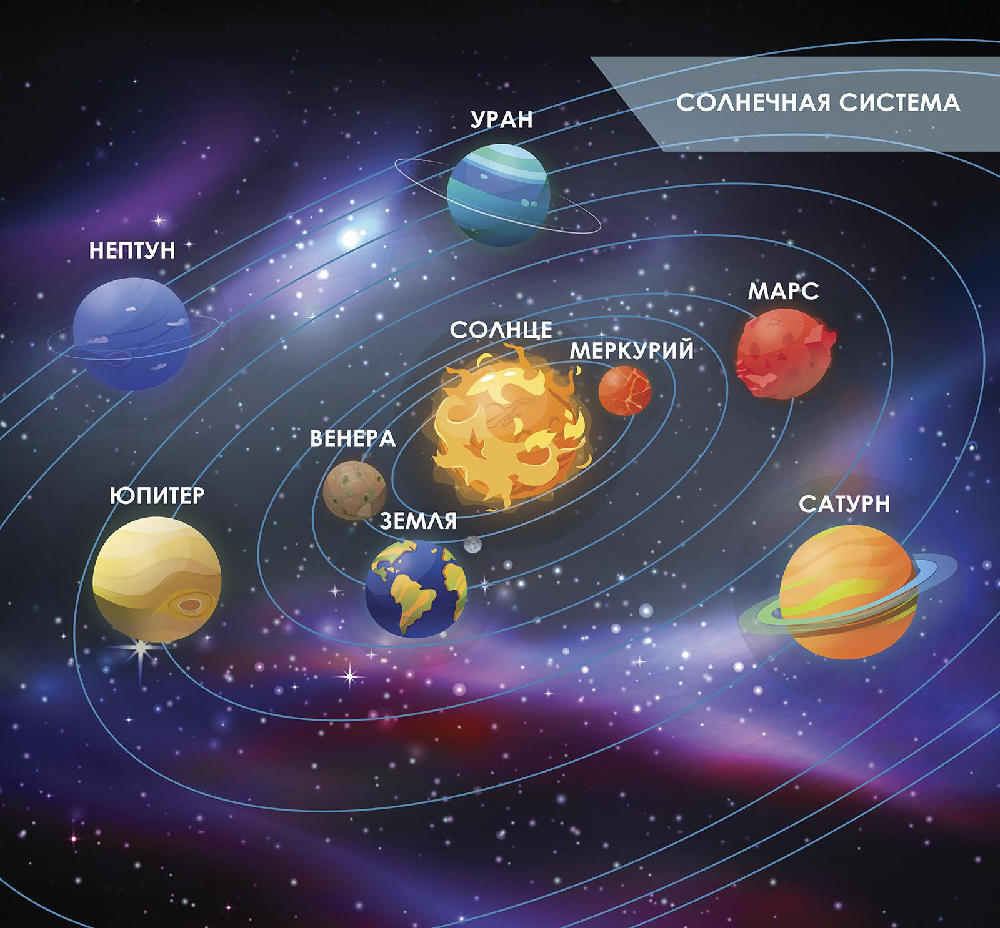 СОЛНЕЧНАЯ СИСТЕМА
УРАН
НЕПТУН
МАРС
СОЛНЦЕ
МЕРКУРИЙ
ВЕНЕРА
ЮПИТЕР
САТУРН
ЗЕМЛЯ